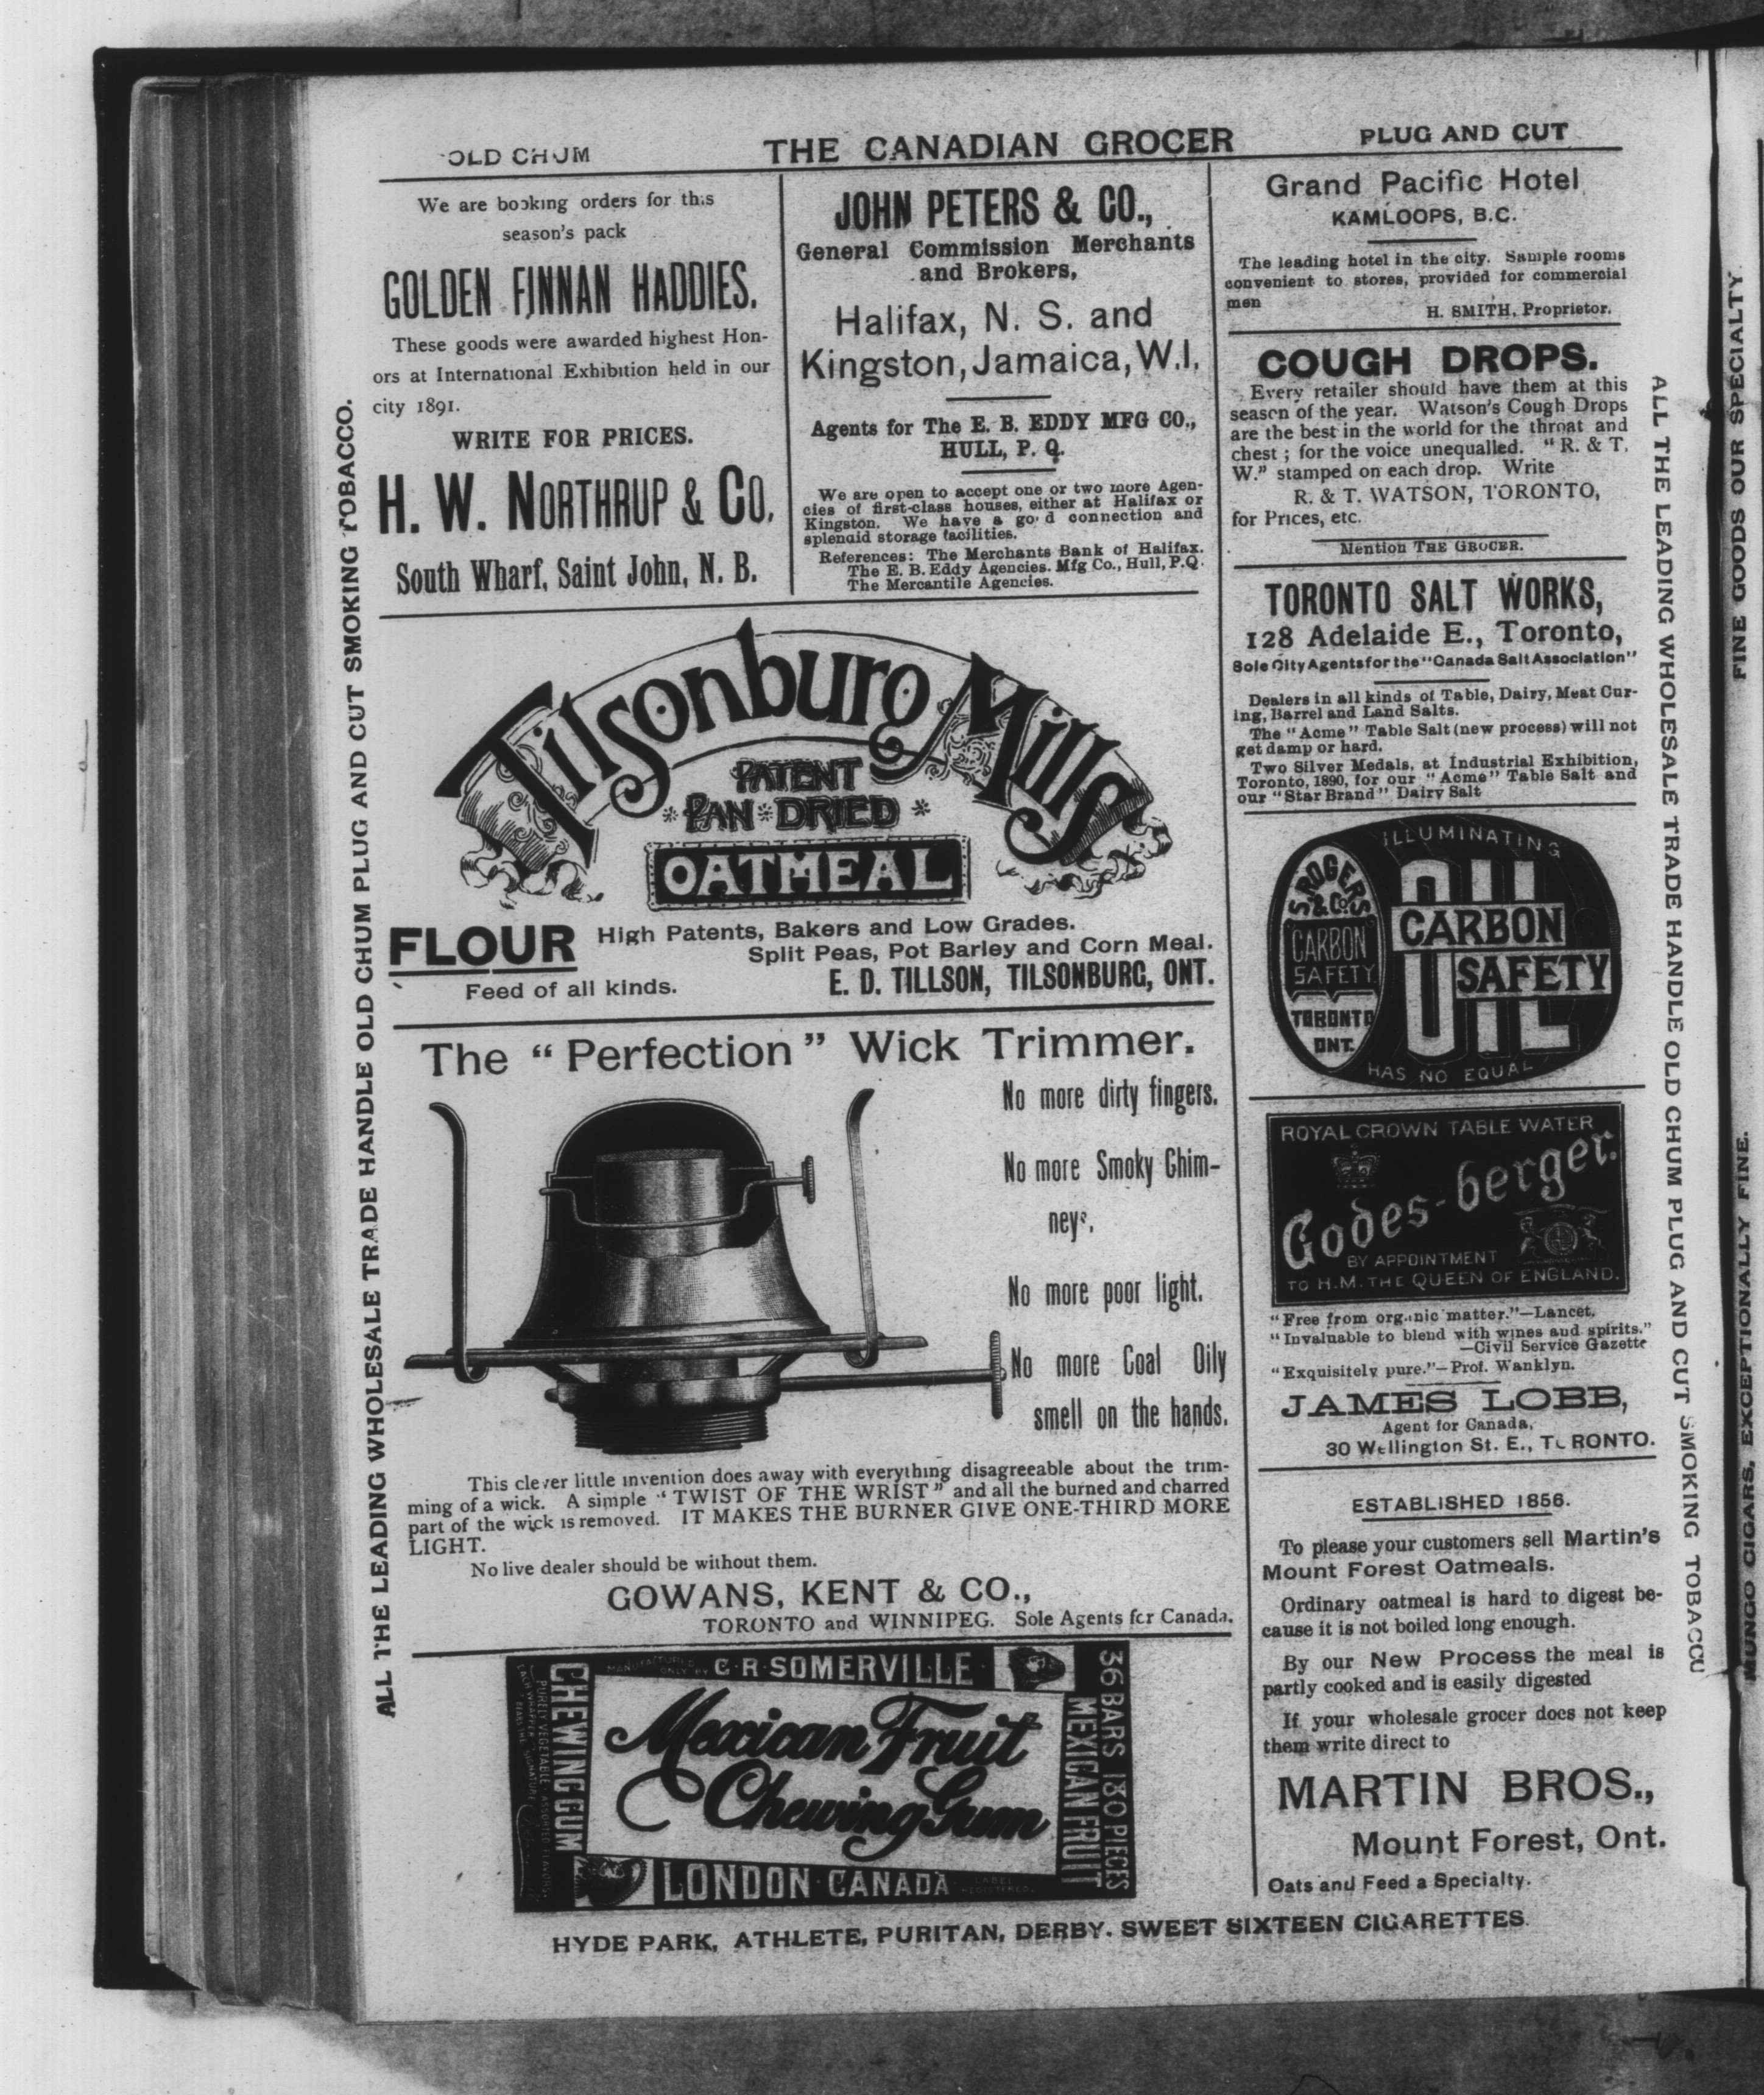 OLD CHUM
THE CANADIAN GROCER
PLUG AND CUT
We are booking orders for this
season's pack
GOLDEN FINNAN HADDIES.
These goods were awarded highest Hon-
ors at International Exhibition held in our
city 1891.
WRITE FOR PRICES.
H. W. NORTHRUP & CO.
South Wharf, Saint John, N. B.
JOHN PETERS & CO.,
General Commission Merchants
and Brokers,
Halifax, N. S. and
Kingston, Jamaica, W.I.
Agents for The E. B. EDDY MFG CO.,
HULL, P. Q.
We are open to accept one or two more Agen-
cies of first-class houses, either at Halifax or
Kingston. We have a good connection and
splendid storage facilities.
References: The Merchants Bank of Halifax.
The E. B. Eddy Agencies. Mfg Co., Hull, P.Q.
The Mercantile Agencies.
Tilsonburg Mills
PATENT
PAN DRIED
OATMEAL
FLOUR High Patents, Bakers and Low Grades.
Split Peas, Pot Barley and Corn Meal.
Feed of all kinds.
E. D. TILLSON, TILSONBURG, ONT.
The "Perfection" Wick Trimmer.
No more dirty fingers.
No more Smoky Chim-
neys.
No more poor light.
No more Coal Oily
smell on the hands.
This clever little invention does away with everything disagreeable about the trim-
ming of a wick. A simple "TWIST OF THE WRIST" and all the burned and charred
part of the wick is removed. IT MAKES THE BURNER GIVE ONE-THIRD MORE
LIGHT.
No live dealer should be without them.
GOWANS, KENT & CO.,
TORONTO and WINNIPEG. Sole Agents for Canada.
MANUFACTURED ONLY BY C. R. SOMERVILLE
CHEWING GUM
PURELY VEGETABLE ASSORTED FLAVORS.
Mexican Fruit
Chewing Gum
36 BARS 180 PIECES
MEXICAN FRUIT
LONDON CANADA
LABEL REGISTERED.
Grand Pacific Hotel
KAMLOOPS, B.C.
The leading hotel in the city. Sample rooms
convenient to stores, provided for commercial
men
H. SMITH, Proprietor.
COUGH DROPS.
Every retailer should have them at this
season of the year. Watson's Cough Drops
are the best in the world for the throat and
chest; for the voice unequalled. "R. & T.
W." stamped on each drop. Write
R. & T. WATSON, TORONTO,
for Prices, etc.
Mention THE GROCER.
TORONTO SALT WORKS,
128 Adelaide E., Toronto,
Sole City Agents for the "Canada Salt Association"
Dealers in all kinds of Table, Dairy, Meat Cur-
ing, Barrel and Land Salts.
The "Acme" Table Salt (new process) will not
get damp or hard.
Two Silver Medals, at Industrial Exhibition,
Toronto, 1890, for our "Acme" Table Salt and
our "Star Brand" Dairy Salt
ILLUMINATING
S. ROGERS
& CO'S
CARBON
SAFETY
TORONTO
ONT.
OIL
CARBON
SAFETY
OIL
HAS NO EQUAL
ROYAL CROWN TABLE WATER
Godes-berger.
BY APPOINTMENT
TO H.M. THE QUEEN OF ENGLAND.
"Free from organic matter."—Lancet.
"Invaluable to blend with wines and spirits."
—Civil Service Gazette
"Exquisitely pure."—Prof. Wanklyn.
JAMES LOBB,
Agent for Canada,
30 Wellington St. E., TORONTO.
ESTABLISHED 1856.
To please your customers sell Martin's
Mount Forest Oatmeals.
Ordinary oatmeal is hard to digest be-
cause it is not boiled long enough.
By our New Process the meal is
partly cooked and is easily digested
If your wholesale grocer does not keep
them write direct to
MARTIN BROS.,
Mount Forest, Ont.
Oats and Feed a Specialty.
HYDE PARK, ATHLETE, PURITAN, DERBY. SWEET SIXTEEN CIGARETTES.
ALL THE LEADING WHOLESALE TRADE HANDLE OLD CHUM PLUG AND CUT SMOKING TOBACCO.
ALL THE LEADING WHOLESALE TRADE HANDLE OLD CHUM PLUG AND CUT SMOKING TOBACCO
MUNGO CIGARS, EXCEPTIONALLY FINE.
FINE GOODS OUR SPECIALTY.